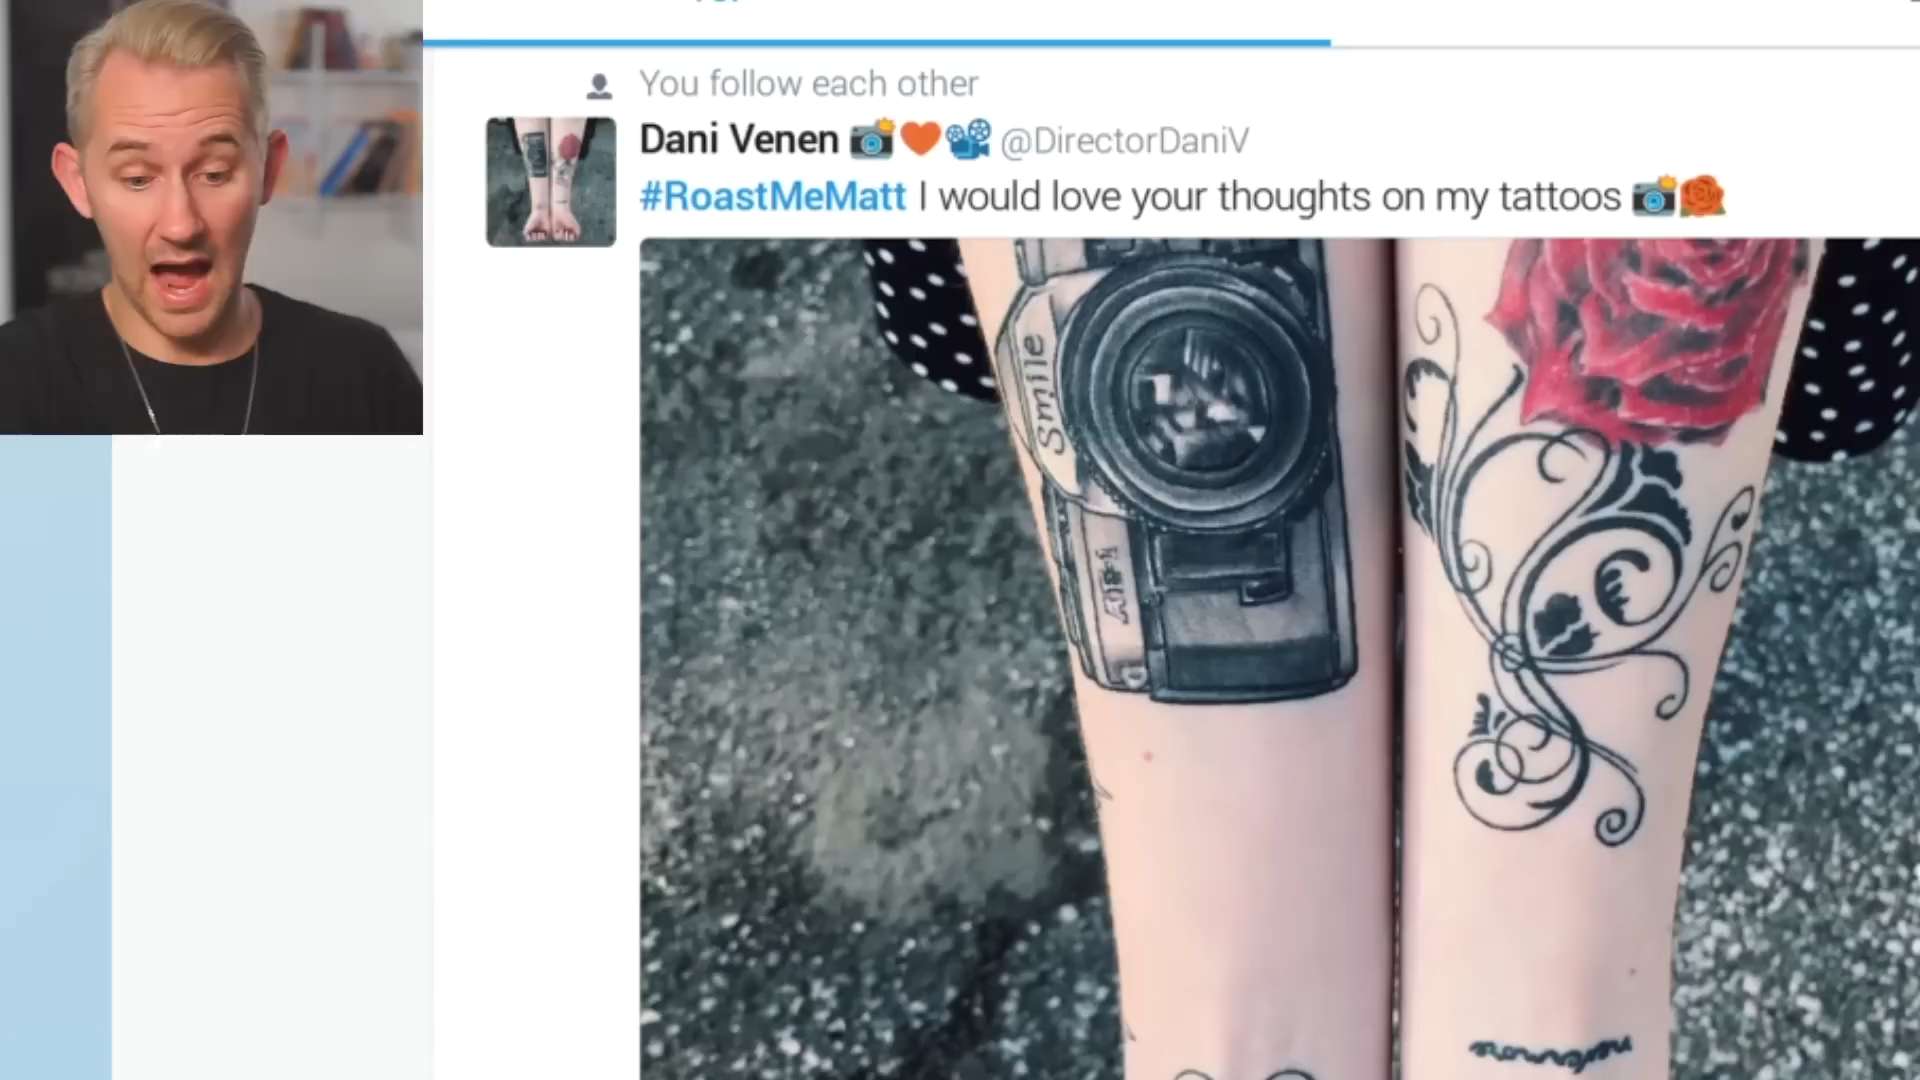 You follow each other
Dani Venen 📸🧡📽 @DirectorDaniV
#RoastMeMatt I would love your thoughts on my tattoos 📸🌹
Smile